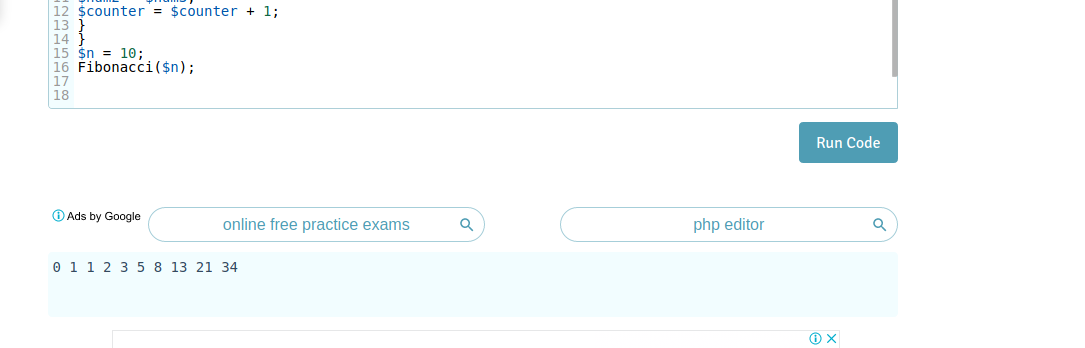 12 $counter = $counter + 1;
13 }
14 }
15 $n = 10;
16 Fibonacci($n);
17
18
Run Code
Ads by Google
online free practice exams
php editor
0 1 1 2 3 5 8 13 21 34